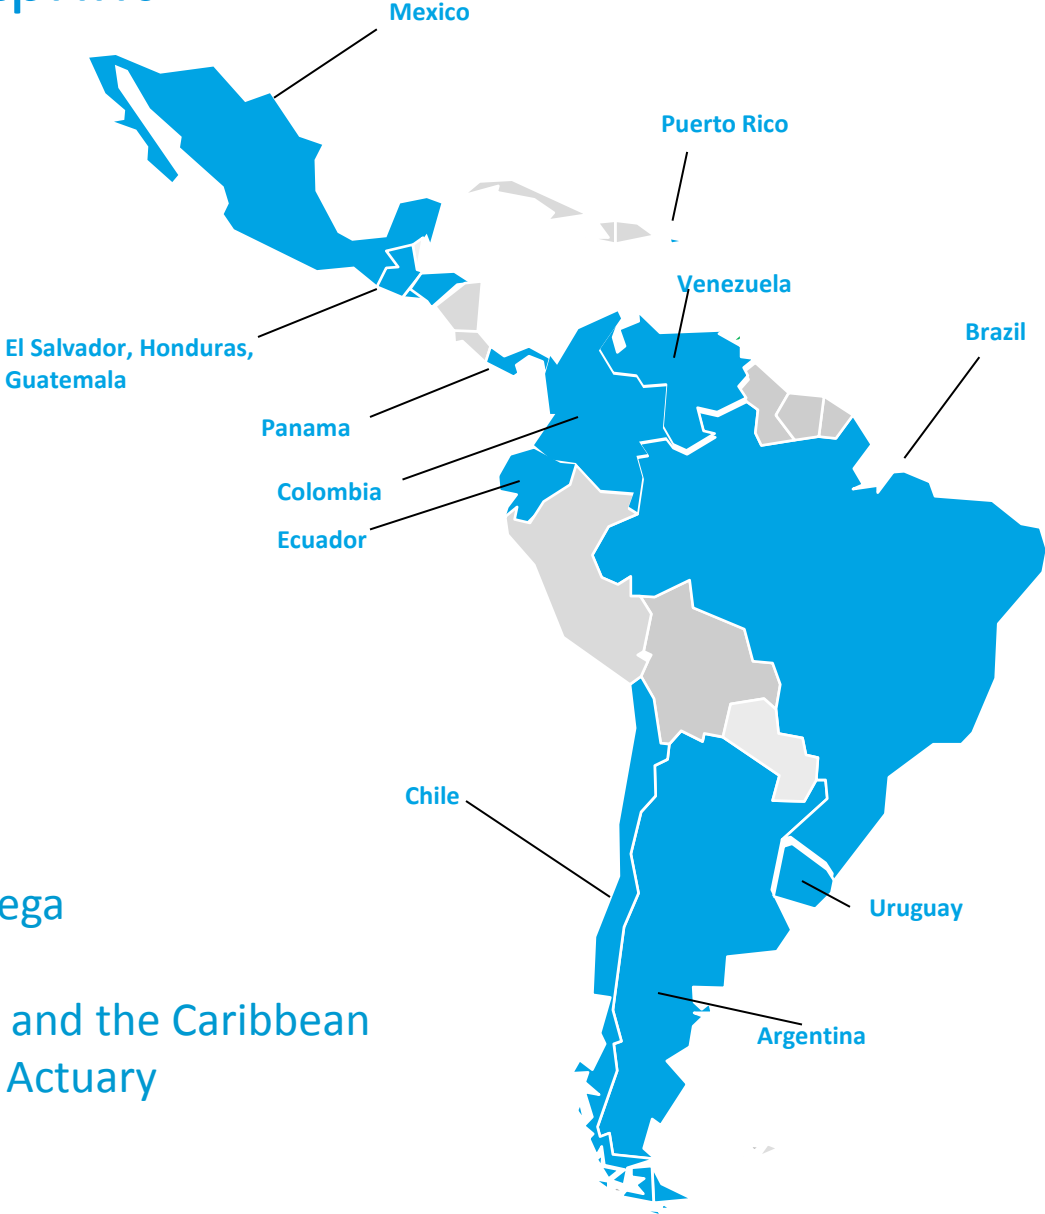 Mexico
Puerto Rico
Venezuela
Brazil
El Salvador, Honduras,
Guatemala
Panama
Colombia
Ecuador
Chile
Uruguay
ega
and the Caribbean
Argentina
Actuary